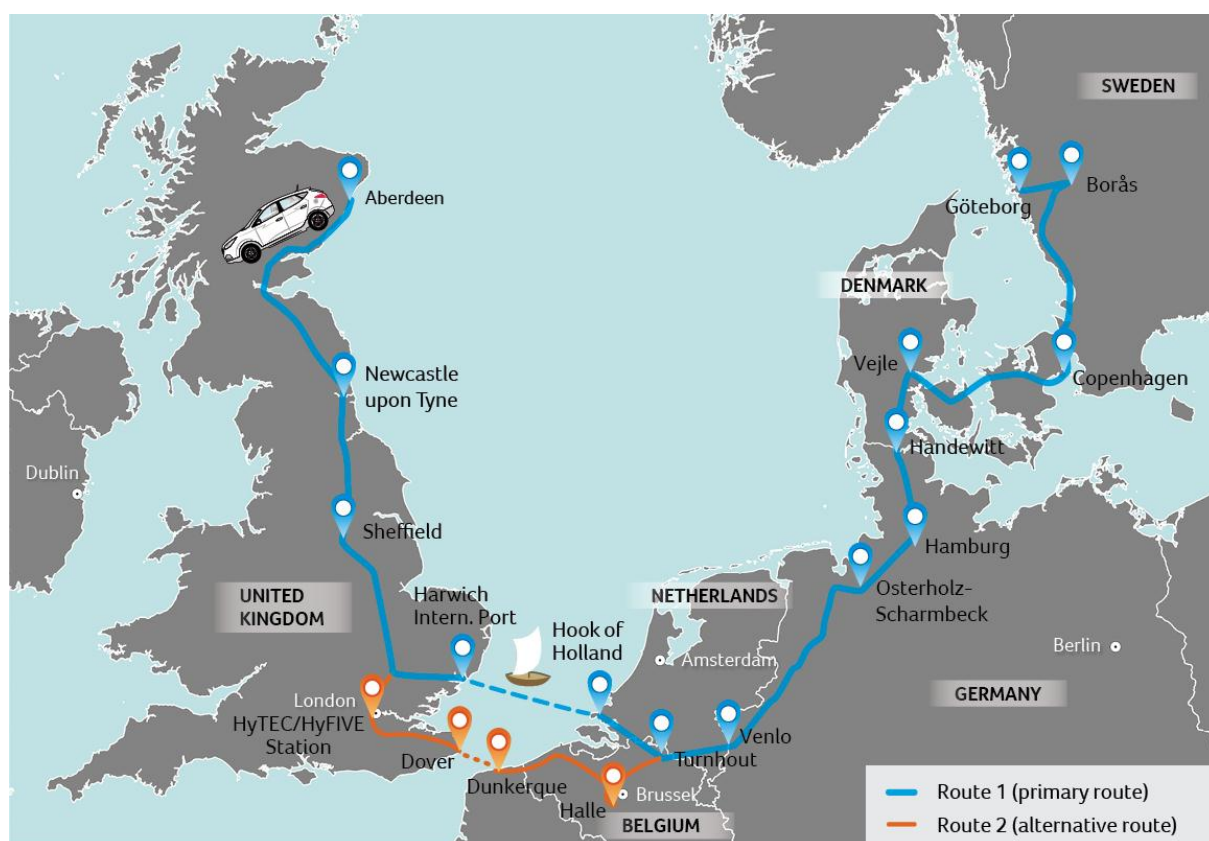 SWEDEN
Aberdeen
Borås
Göteborg
DENMARK
Vejle
Copenhagen
Newcastle
upon Tyne
Handewitt
Dublin
Sheffield
Hamburg
Osterholz-
Scharmbeck
UNITED
KINGDOM
Harwich
Intern. Port
NETHERLANDS
Hook of
Holland
Amsterdam
Berlin
GERMANY
London
HyTEC/HyFIVE
Station
Venlo
Turnhout
Dover
Dunkerque
Halle
Brussel
BELGIUM
Route 1 (primary route)
Route 2 (alternative route)